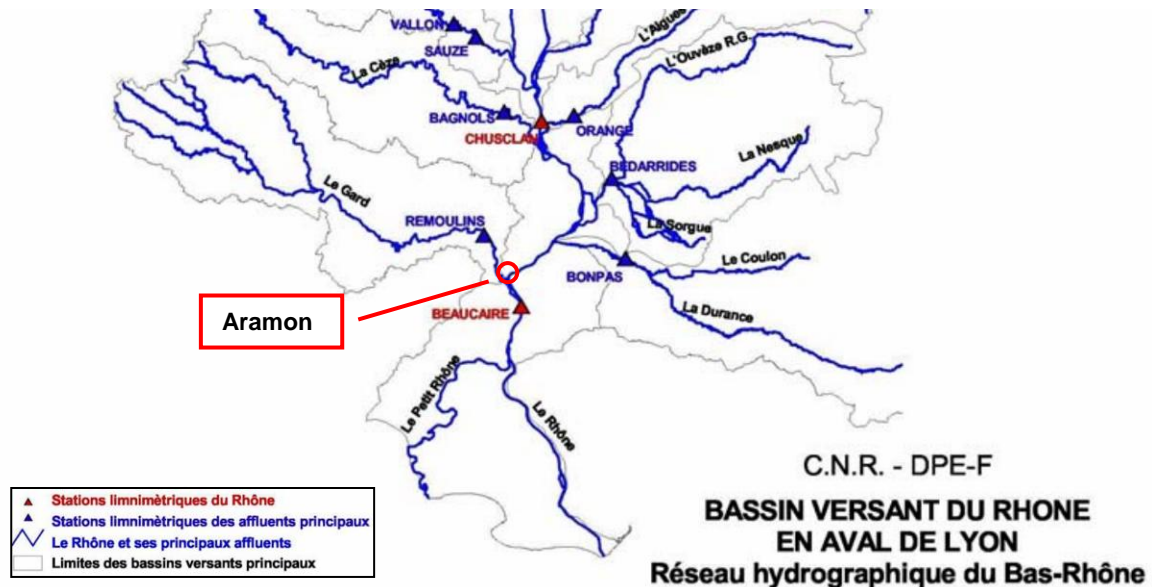 VALLON
SAUZE
L'Aigues
L'Ouvèze R.G.
La Cèze
BAGNOLS
CHUSCLAN
ORANGE
La Nesque
BEDARRIDES
Le Gard
REMOULINS
La Sorgue
Le Coulon
BONPAS
Aramon
BEAUCAIRE
La Durance
Le Petit Rhône
Le Rhône
C.N.R. - DPE-F
BASSIN VERSANT DU RHONE
EN AVAL DE LYON
Réseau hydrographique du Bas-Rhône
Stations limnimètriques du Rhône
Stations limnimètriques des affluents principaux
Le Rhône et ses principaux affluents
Limites des bassins versants principaux